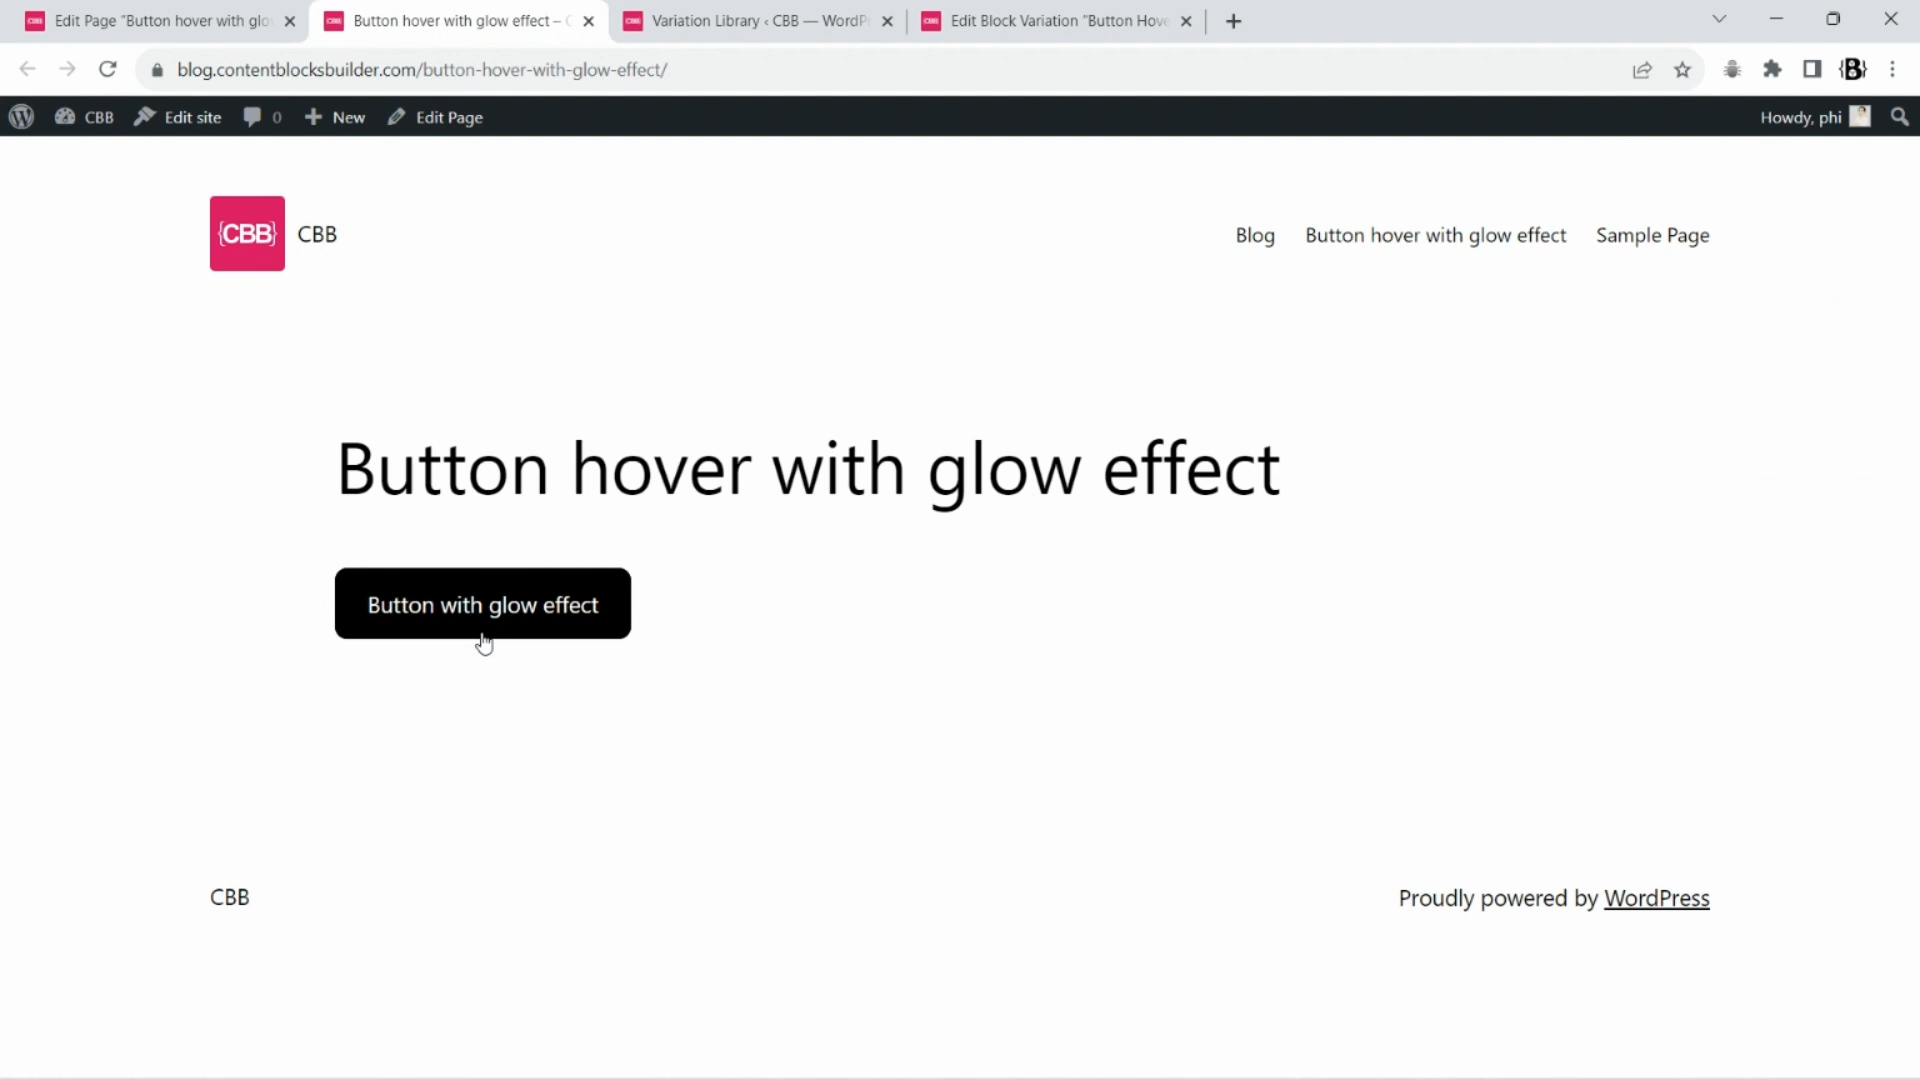 Edit Page "Button hover with glo
Button hover with glow effect –
Variation Library ‹ CBB — WordP
Edit Block Variation "Button Hove
blog.contentblocksbuilder.com/button-hover-with-glow-effect/
{B}
CBB
Edit site
0
New
Edit Page
Howdy, phi
{CBB}
CBB
Blog
Button hover with glow effect
Sample Page
Button hover with glow effect
Button with glow effect
CBB
Proudly powered by WordPress